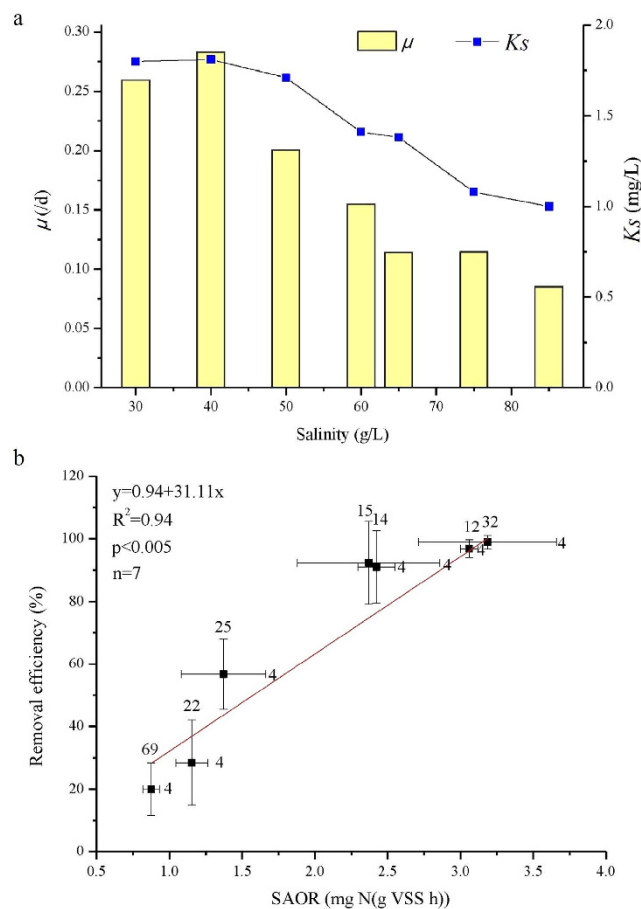 a
μ
Ks
0.30
0.25
0.20
0.15
0.10
0.05
0.00
μ(/d)
2.0
1.5
1.0
0.5
0.0
Ks (mg/L)
30 40 50 60 70 80
Salinity (g/L)
b
y=0.94+31.11x
R²=0.94
p<0.005
n=7
120
100
80
60
40
20
0
Removal efficiency (%)
15 14
12 32
4 4 4 4
25
4
22
4
69
4
0.5 1.0 1.5 2.0 2.5 3.0 3.5 4.0
SAOR (mg N(g VSS h))